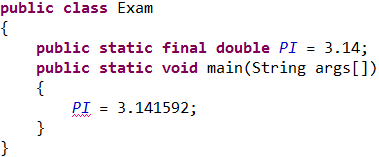 public class Exam
{
    public static final double PI = 3.14;
    public static void main(String args[])
    {
        PI = 3.141592;
    }
}